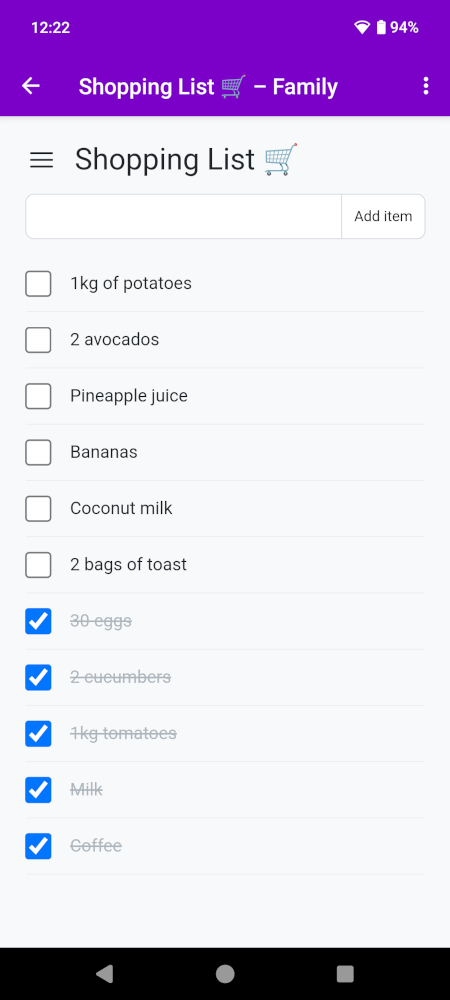 12:22 94%
Shopping List 🛒 – Family
Shopping List 🛒
Add item
1kg of potatoes
2 avocados
Pineapple juice
Bananas
Coconut milk
2 bags of toast
30 eggs
2 cucumbers
1kg tomatoes
Milk
Coffee